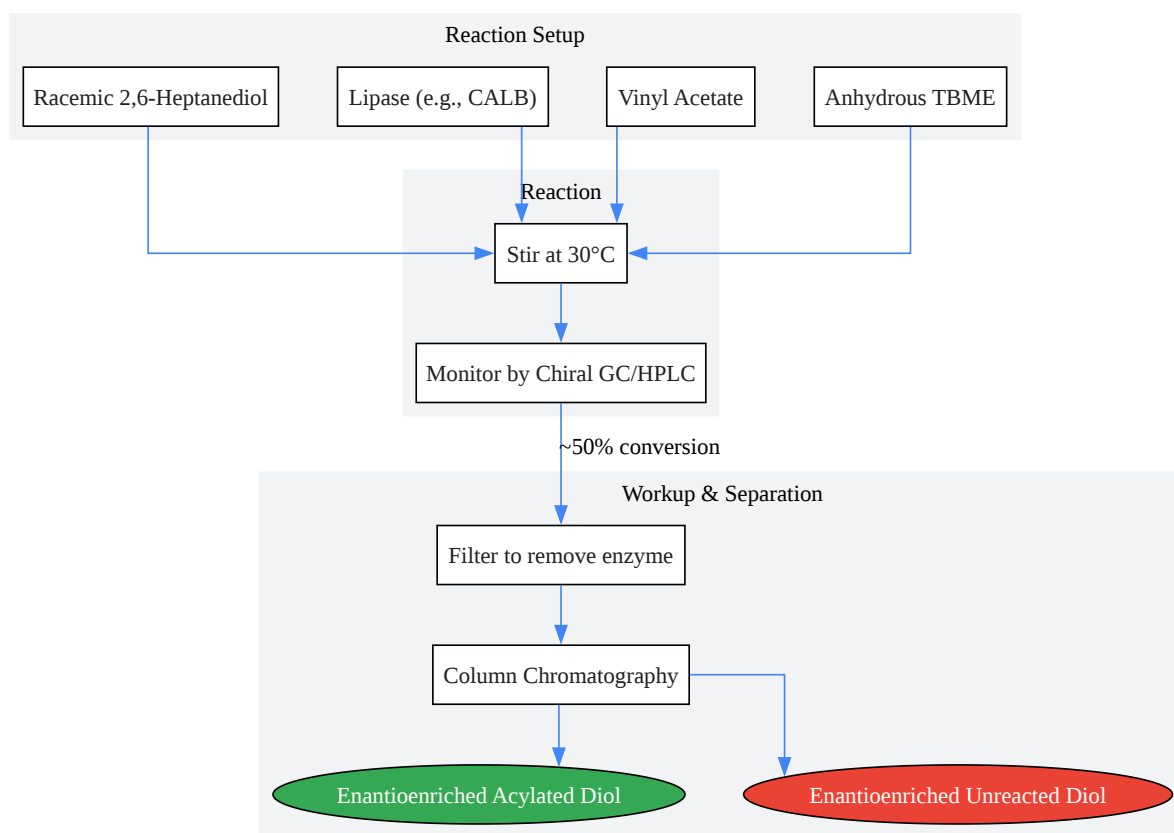 Reaction Setup
Racemic 2,6-Heptanediol
Lipase (e.g., CALB)
Vinyl Acetate
Anhydrous TBME
Reaction
Stir at 30°C
Monitor by Chiral GC/HPLC
~50% conversion
Workup & Separation
Filter to remove enzyme
Column Chromatography
Enantioenriched Acylated Diol
Enantioenriched Unreacted Diol